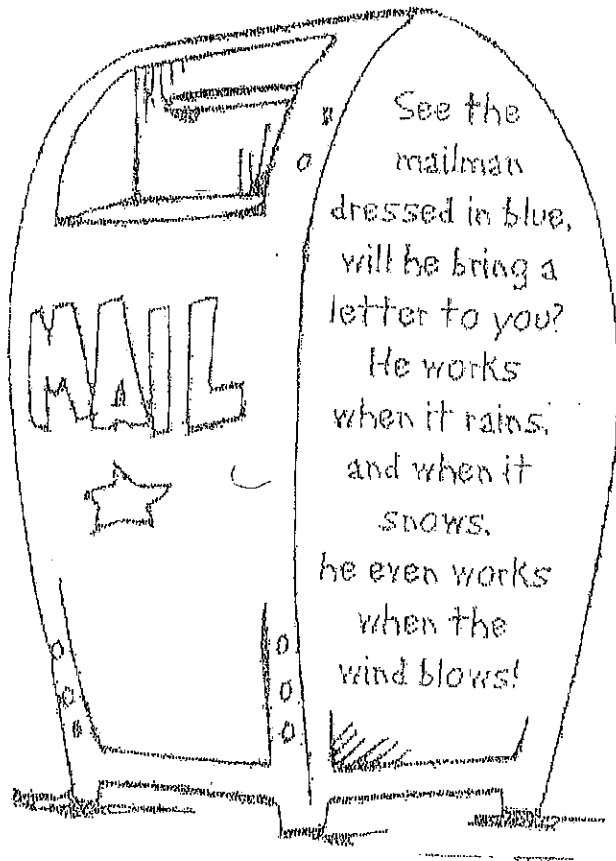 MAIL
See the
mailman
dressed in blue,
will he bring a
letter to you?
He works
when it rains,
and when it
snows,
he even works
when the
wind blows!